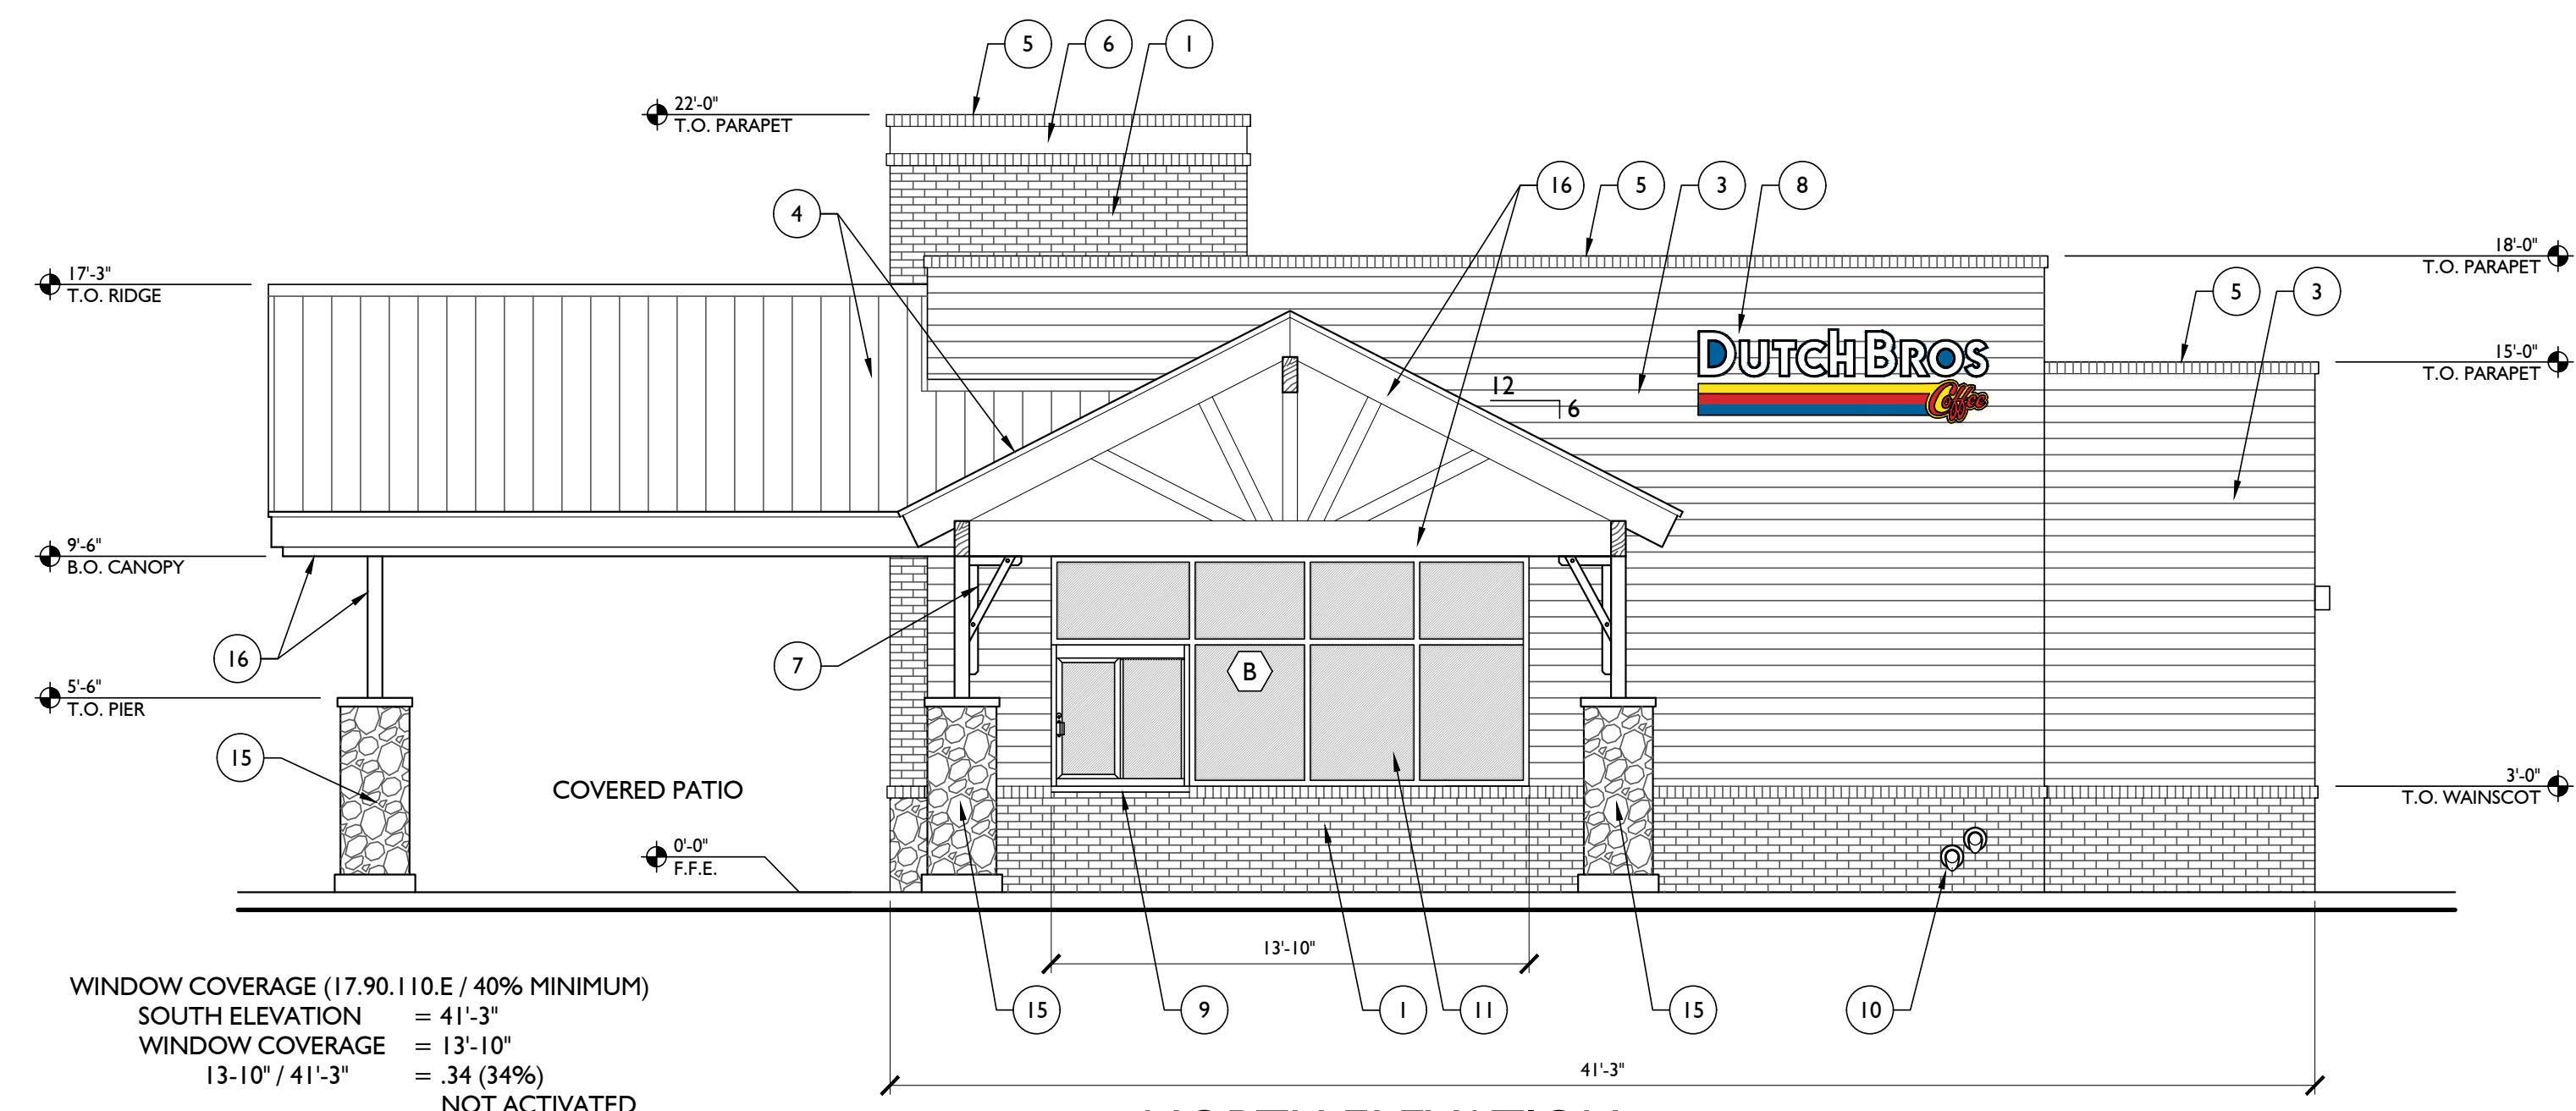 5 6 1
22'-0"
T.O. PARAPET
4
16 5 3 8
18'-0"
T.O. PARAPET
17'-3"
T.O. RIDGE
5 3
DUTCH BROS
Coffee
12
6
15'-0"
T.O. PARAPET
9'-6"
B.O. CANOPY
16
7
B
5'-6"
T.O. PIER
15
COVERED PATIO
3'-0"
T.O. WAINSCOT
0'-0"
F.F.E.
13'-10"
15 9 1 11 15 10
41'-3"
WINDOW COVERAGE (17.90.110.E / 40% MINIMUM)
SOUTH ELEVATION = 41'-3"
WINDOW COVERAGE = 13'-10"
13-10" / 41'-3" = .34 (34%)
NOT ACTIVATED
NORTH ELEVATION